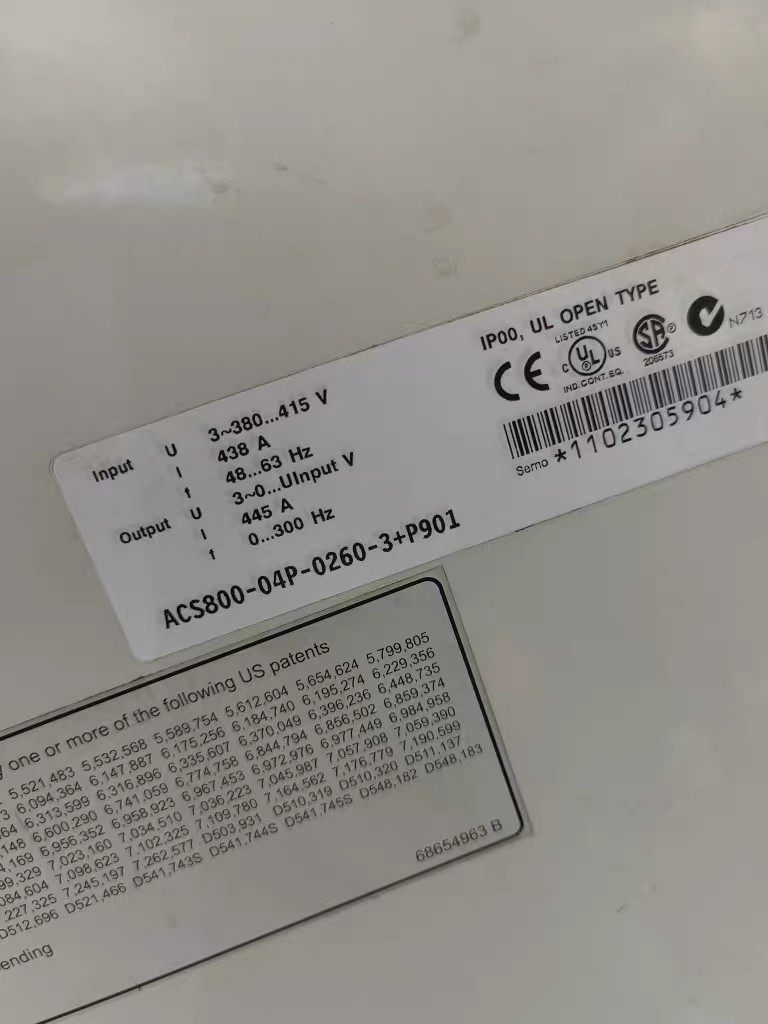 IP00, UL OPEN TYPE
LISTED 45Y1
CE
C UL US
SA
®
N713
IND.CONT.EQ.
206573
Serno *1102305904*
Input U 3~380...415 V
I 438 A
f 48...63 Hz
Output U 3~0...UInput V
I 445 A
f 0...300 Hz
ACS800-04P-0260-3+P901
one or more of the following US patents
5,521,483 5,532,568 5,589,754 5,612,604 5,654,624 5,799,805
6,094,364 6,147,887 6,175,256 6,184,740 6,195,274 6,229,356
6,313,599 6,316,896 6,335,607 6,370,049 6,396,236 6,448,735
6,600,290 6,741,059 6,774,758 6,844,794 6,856,502 6,859,374
6,956,352 6,958,923 6,967,453 6,972,976 6,977,449 6,984,958
7,023,160 7,034,510 7,036,223 7,045,987 7,057,908 7,059,390
7,098,623 7,102,325 7,109,780 7,164,562 7,176,779 7,190,599
7,245,197 7,262,577 D503,931 D510,319 D510,320 D511,137
D512,696 D521,466 D541,743S D541,744S D541,745S D548,182 D548,183
ending
68654963 B